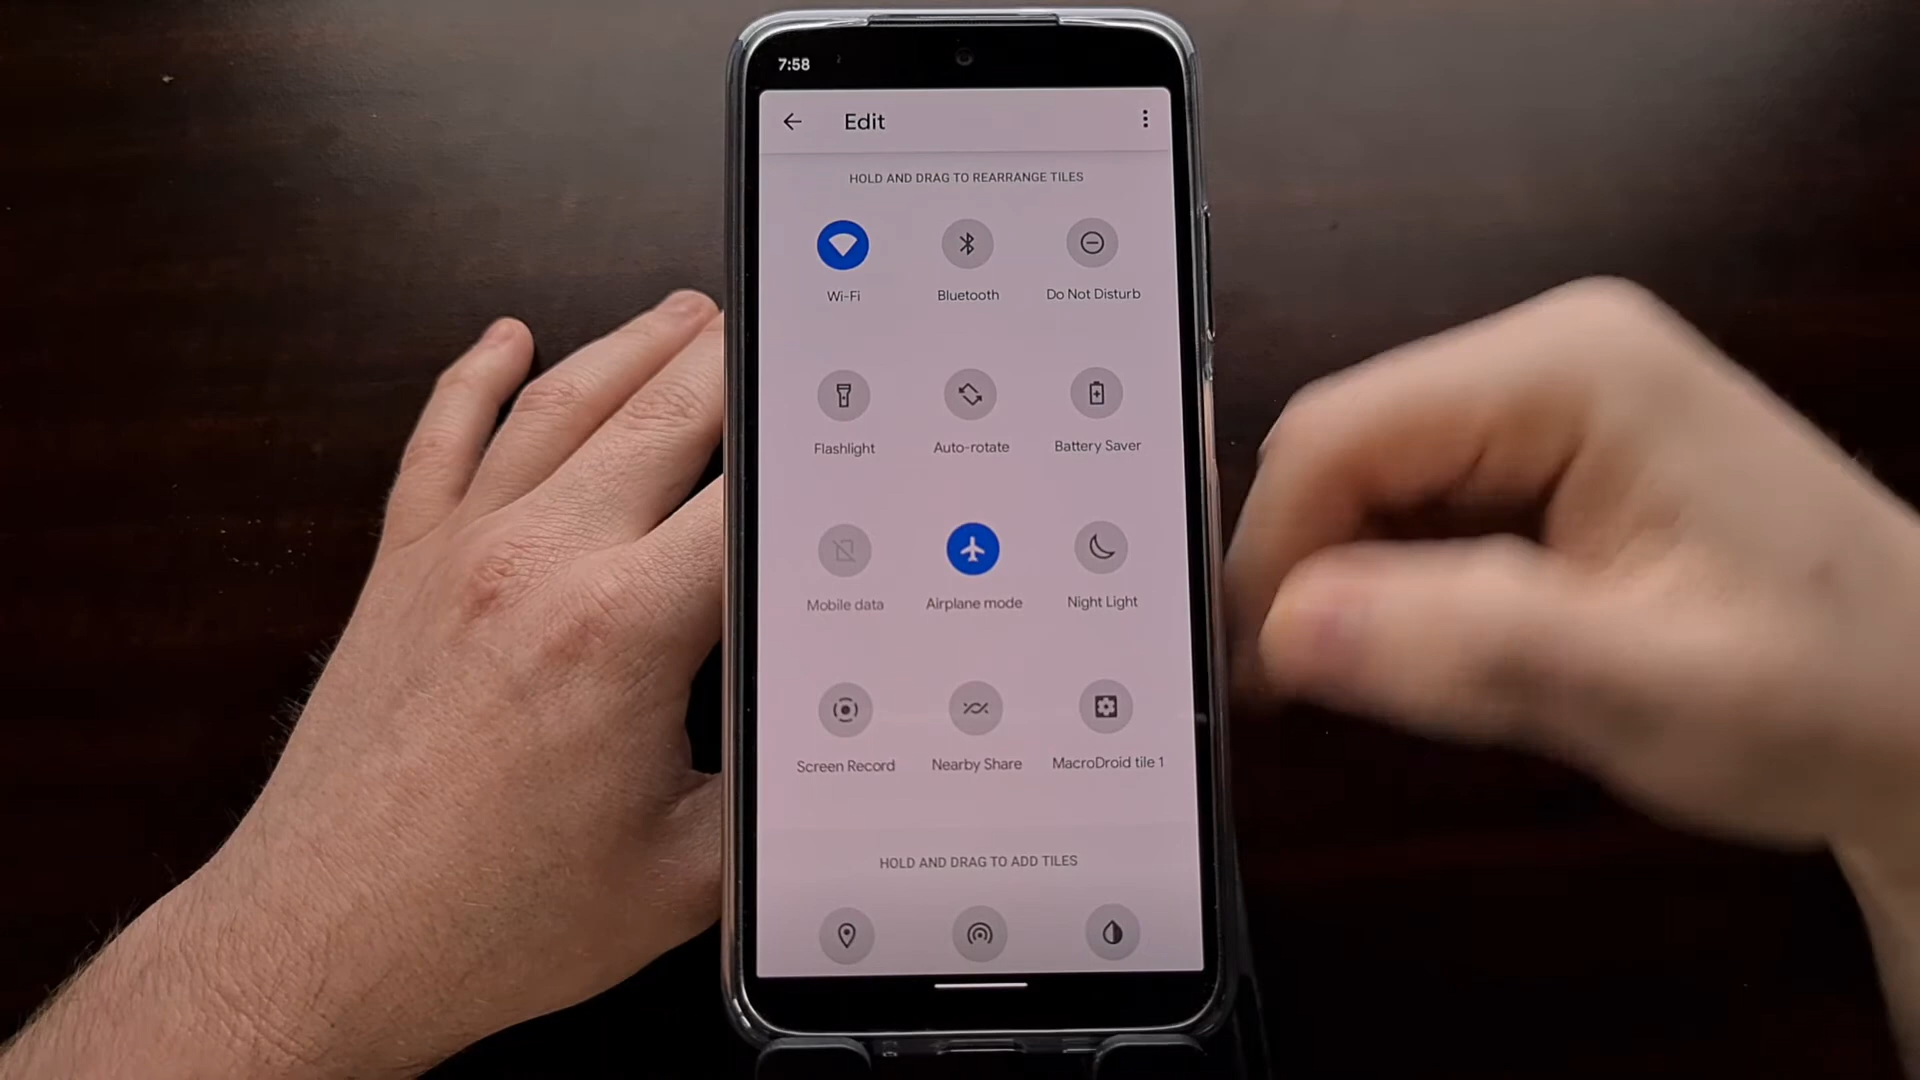 7:58
Edit
HOLD AND DRAG TO REARRANGE TILES
Wi-Fi
Bluetooth
Do Not Disturb
Flashlight
Auto-rotate
Battery Saver
Mobile data
Airplane mode
Night Light
Screen Record
Nearby Share
MacroDroid tile 1
HOLD AND DRAG TO ADD TILES